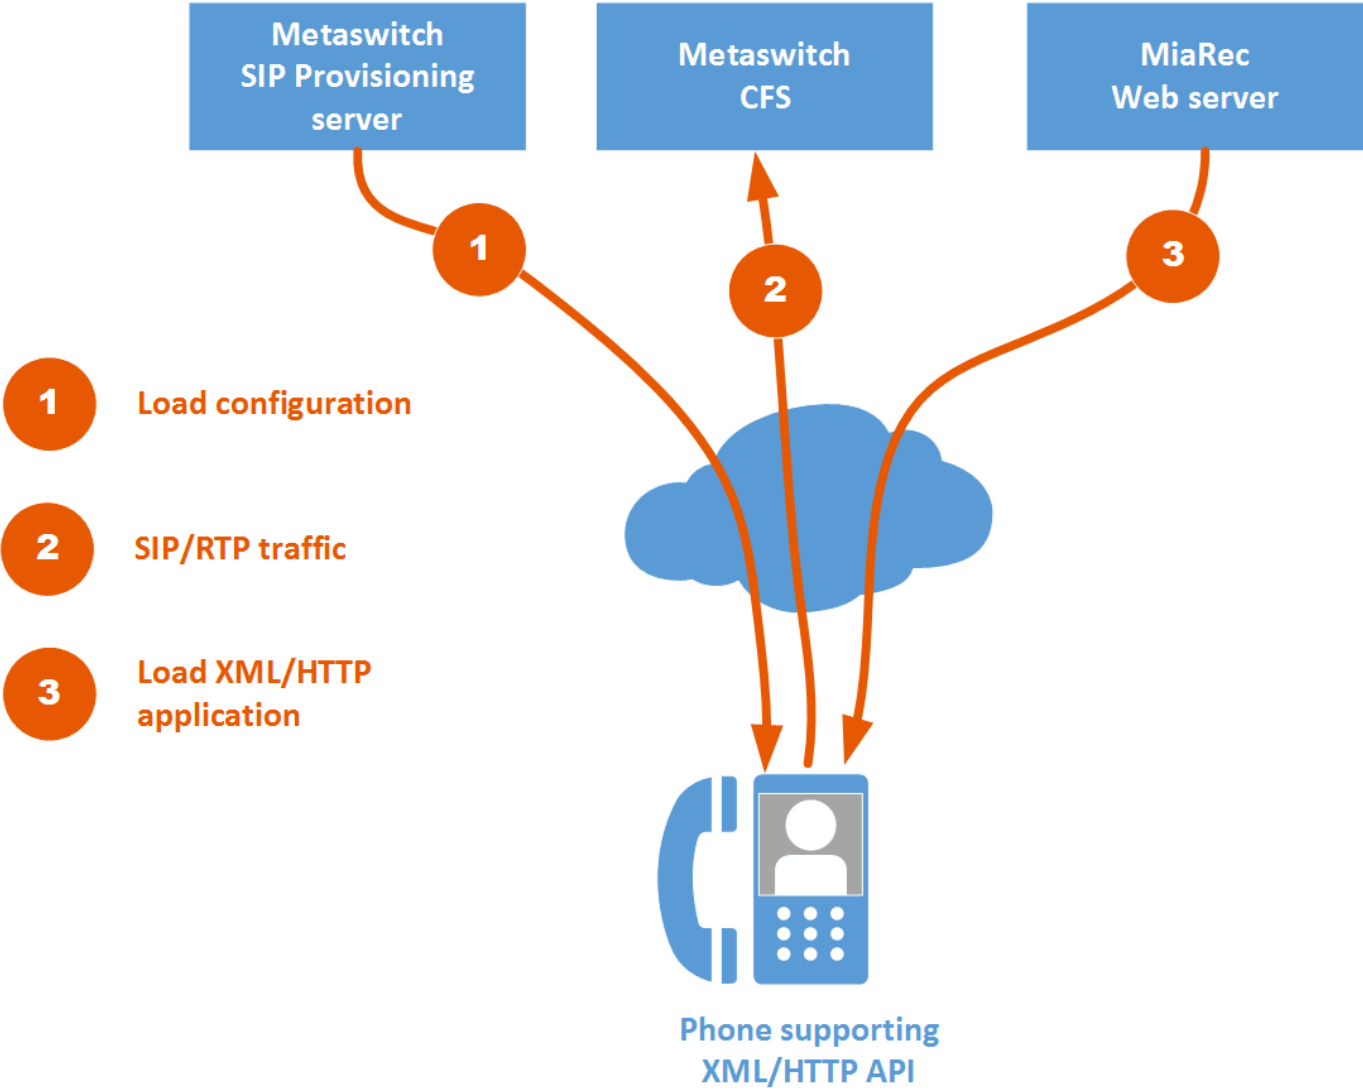 Metaswitch
SIP Provisioning
server
Metaswitch
CFS
MiaRec
Web server
1
2
3
1
Load configuration
2
SIP/RTP traffic
3
Load XML/HTTP
application
Phone supporting
XML/HTTP API